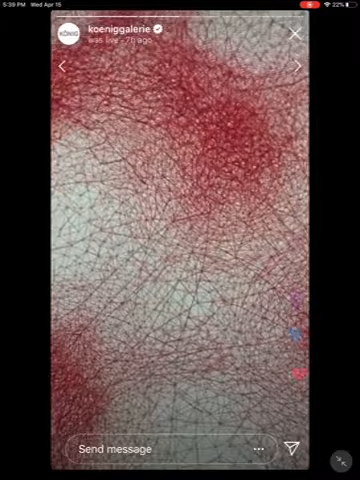 5:39 PM Wed Apr 15
22%
KÖNIG
koeniggalerie
was live · 7h ago
Send message